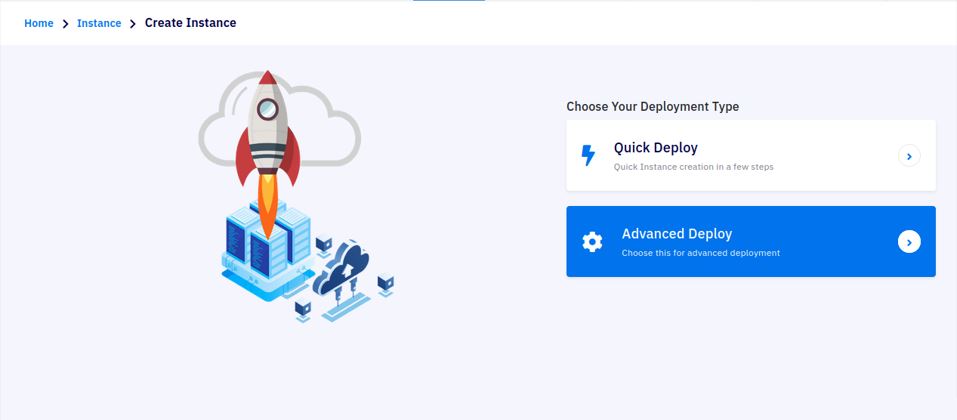 Home Instance Create Instance
Choose Your Deployment Type
Quick Deploy
Quick Instance creation in a few steps
Advanced Deploy
Choose this for advanced deployment